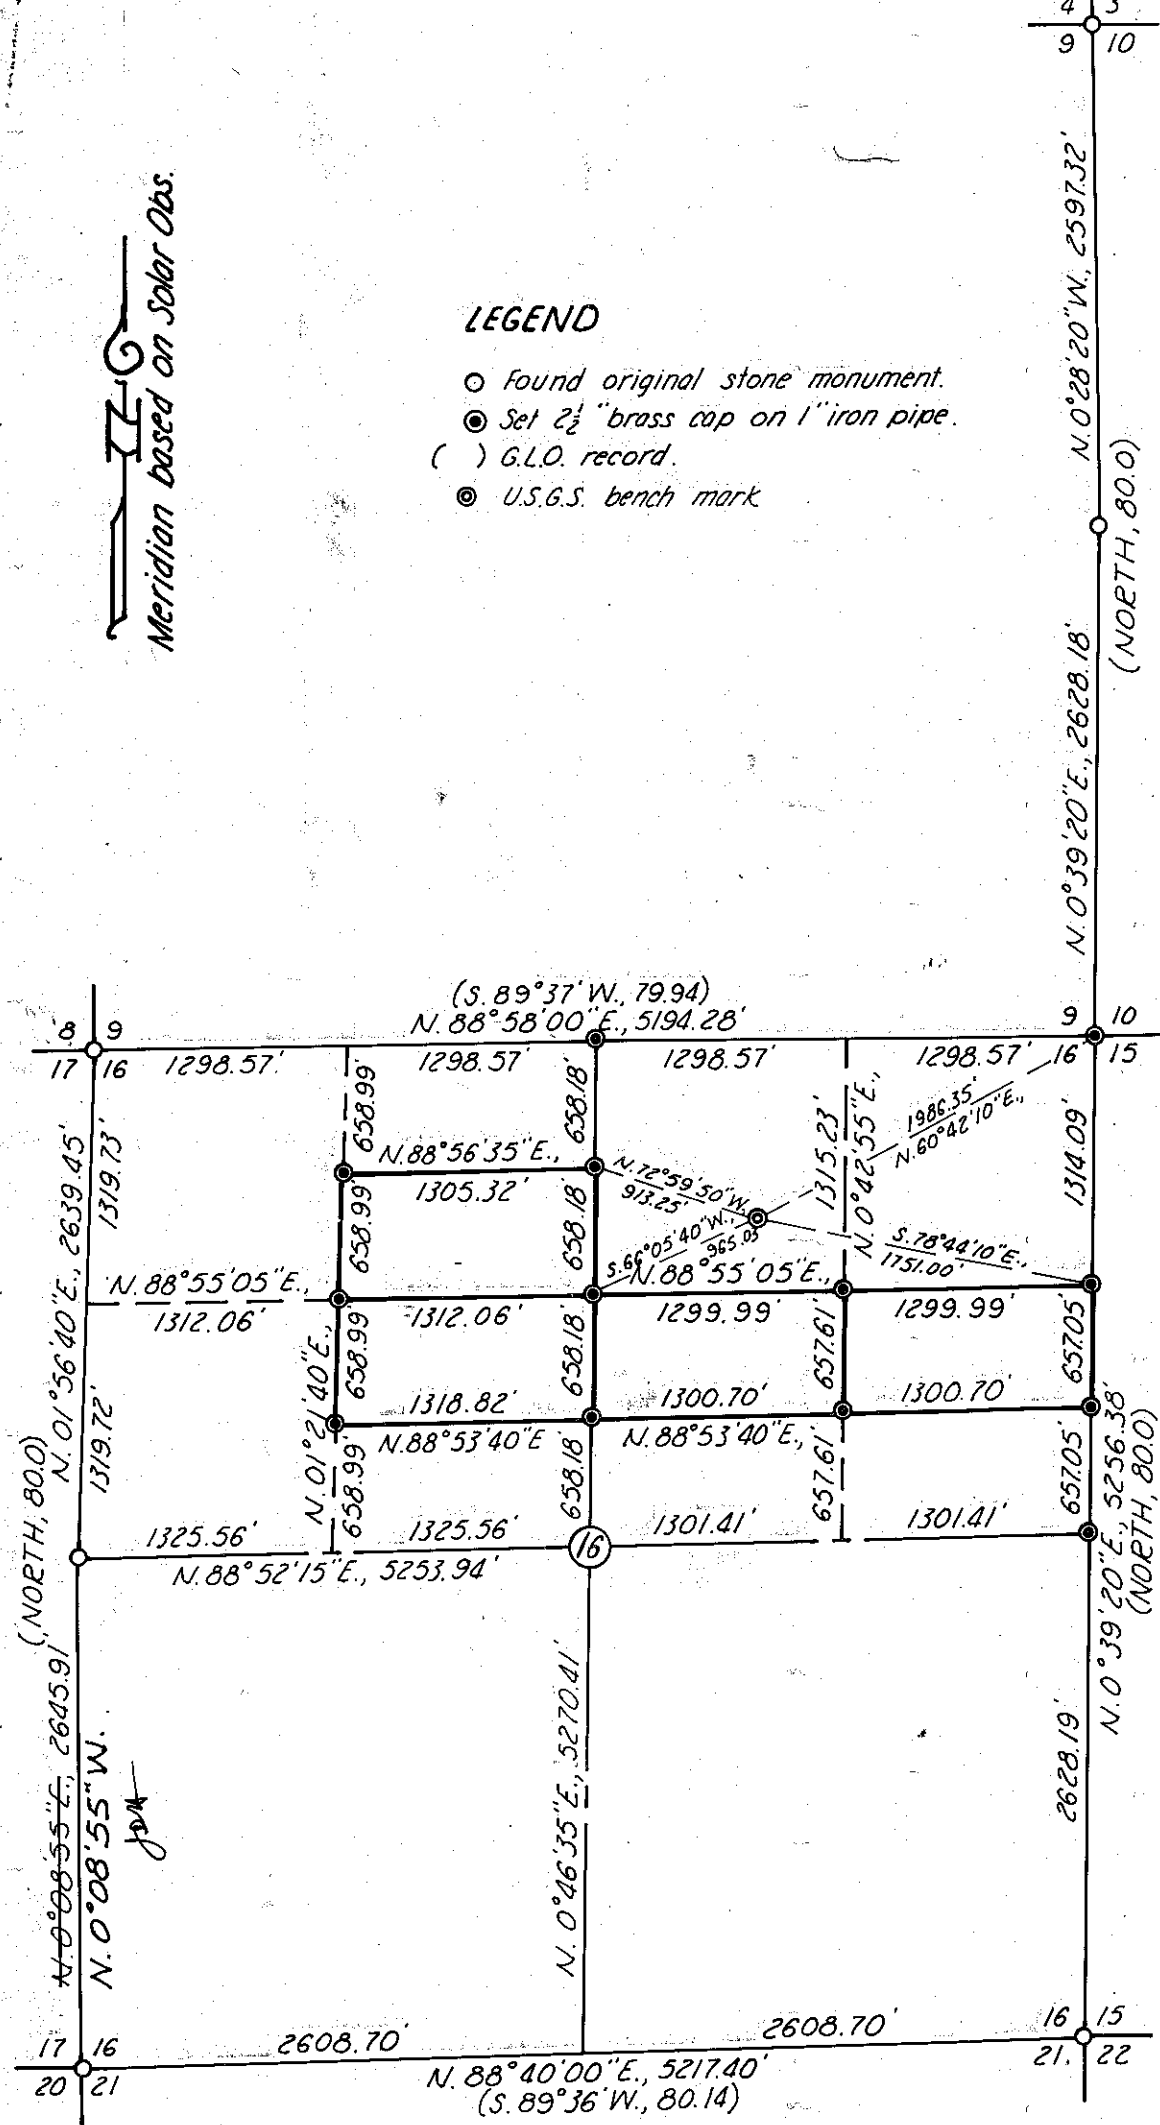 4 3
9 10
N. 0°28'20"W., 2597.32'
(NORTH, 80.0)
N. 0°39'20"E., 2628.18'
Meridian based on Solar Obs.
LEGEND
Found original stone monument.
Set 2½" brass cap on 1" iron pipe.
( ) G.L.O. record.
U.S.G.S. bench mark
(S. 89°37' W., 79.94)
N. 88°58'00"E., 5194.28'
8 9
17 16
9 10
16 15
1298.57'
1298.57'
1298.57'
1298.57'
658.99'
658.18'
1315.23'
N. 0°42'55"E.,
1986.35'
N.60°42'10"E.,
1314.09'
N. 01°56'40"E., 2639.45'
1319.73'
N.88°56'35"E.,
1305.32'
N.72°59'50"W.
913.25'
658.99'
658.18'
S.66°05'40"W.,
965.05'
S.78°44'10"E.,
1751.00'
N.88°55'05"E.,
1312.06'
1312.06'
N.88°55'05"E.,
1299.99'
1299.99'
N.01°21'40"E.,
658.99'
658.18'
657.61'
657.05'
1319.72'
1318.82'
N.88°53'40"E
1300.70'
N.88°53'40"E.,
1300.70'
658.99'
658.18
657.61'
657.05'
N. 0°39'20"E., 5256.38'
(NORTH, 80.0)
(NORTH, 80.0)
1325.56'
1325.56'
16
1301.41'
1301.41'
N.88°52'15"E., 5253.94'
N.0°08'55"E., 2645.91
N. 0°08'55"W.
N. 0°46'35"E., 5270.41'
2628.19'
17 16
20 21
2608.70'
2608.70'
16 15
21. 22
N. 88°40'00"E., 5217.40'
(S. 89°36'W., 80.14)